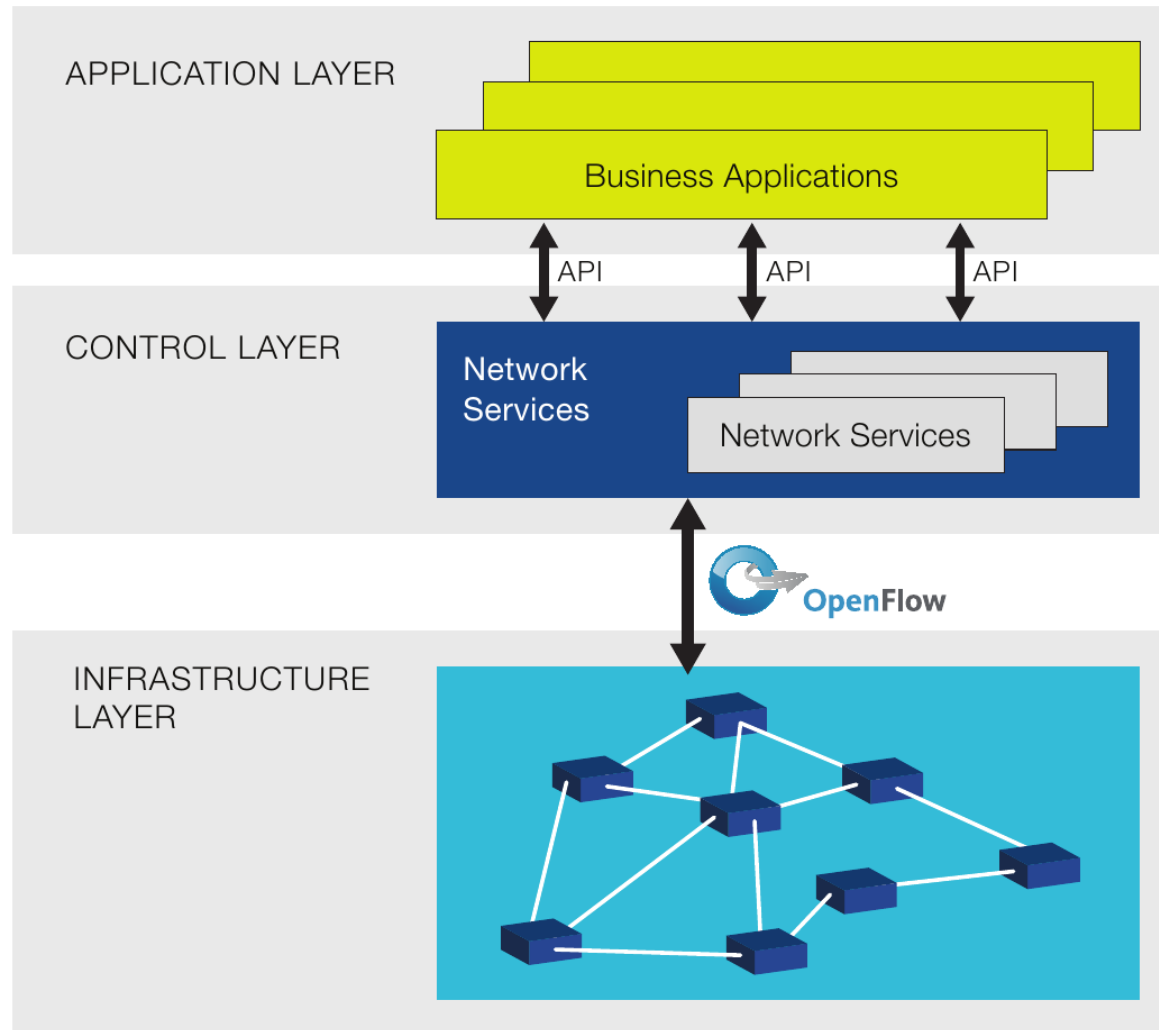 APPLICATION LAYER
Business Applications
API
API
API
CONTROL LAYER
Network
Services
Network Services
OpenFlow
INFRASTRUCTURE
LAYER